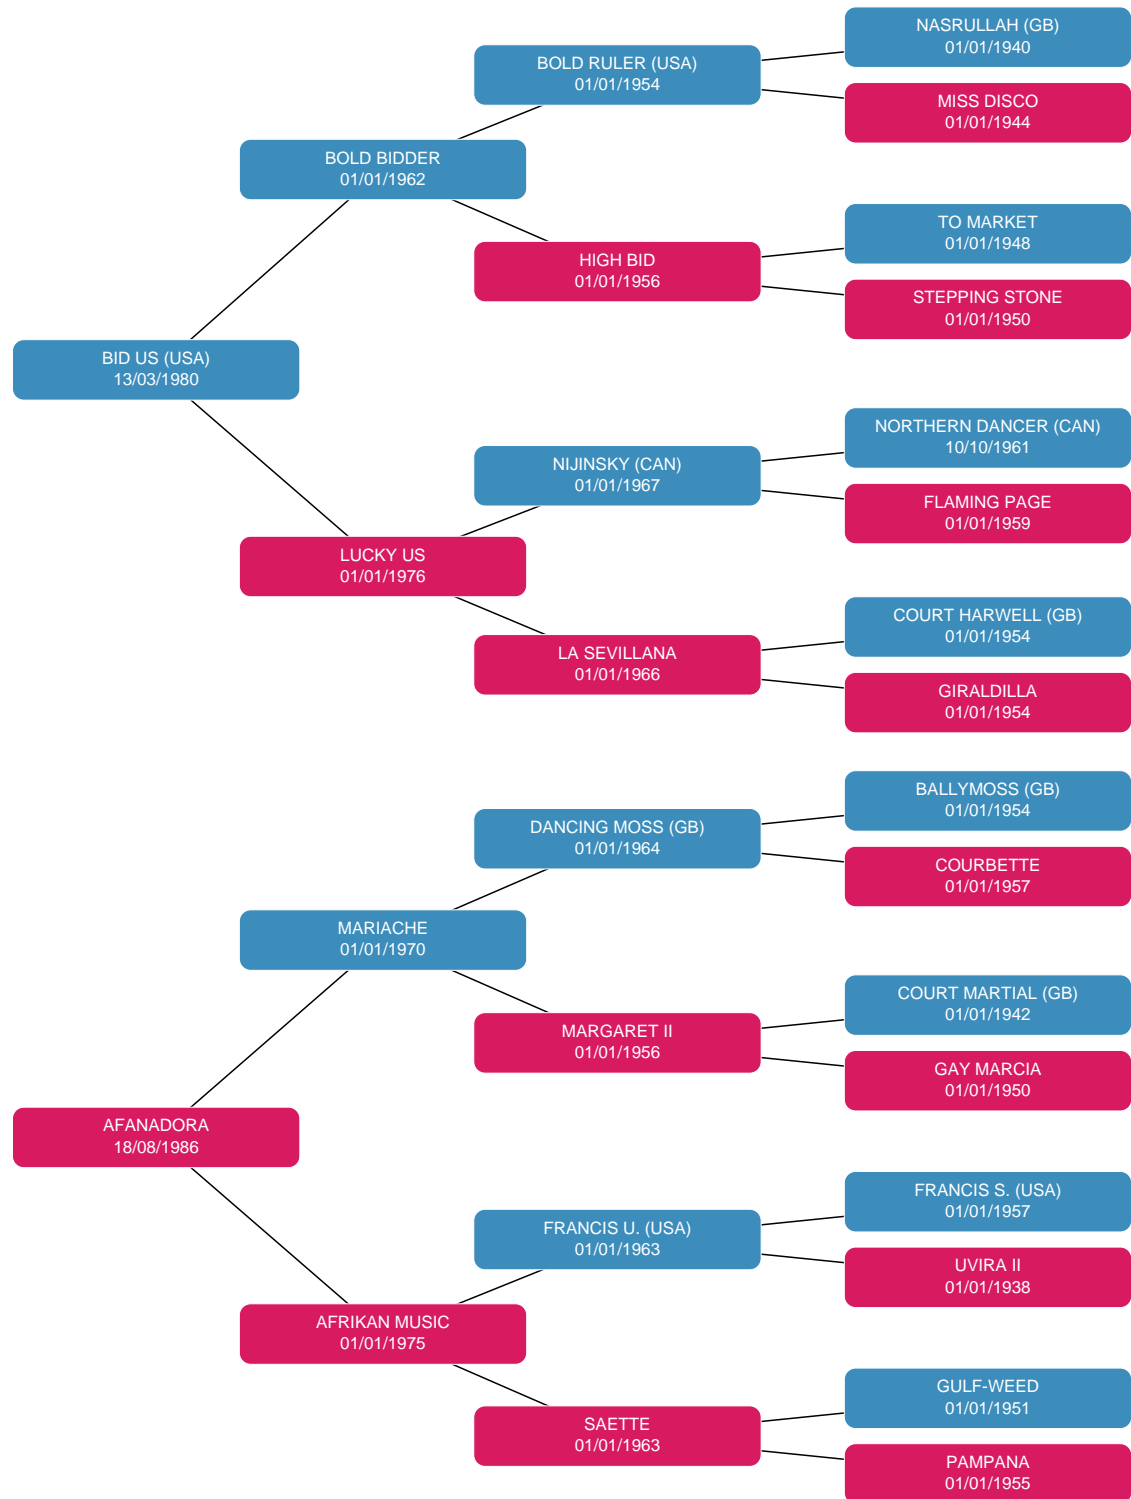 NASRULLAH (GB)
01/01/1940
BOLD RULER (USA)
01/01/1954
MISS DISCO
01/01/1944
BOLD BIDDER
01/01/1962
TO MARKET
01/01/1948
HIGH BID
01/01/1956
STEPPING STONE
01/01/1950
BID US (USA)
13/03/1980
NORTHERN DANCER (CAN)
10/10/1961
NIJINSKY (CAN)
01/01/1967
FLAMING PAGE
01/01/1959
LUCKY US
01/01/1976
COURT HARWELL (GB)
01/01/1954
LA SEVILLANA
01/01/1966
GIRALDILLA
01/01/1954
BALLYMOSS (GB)
01/01/1954
DANCING MOSS (GB)
01/01/1964
COURBETTE
01/01/1957
MARIACHE
01/01/1970
COURT MARTIAL (GB)
01/01/1942
MARGARET II
01/01/1956
GAY MARCIA
01/01/1950
AFANADORA
18/08/1986
FRANCIS S. (USA)
01/01/1957
FRANCIS U. (USA)
01/01/1963
UVIRA II
01/01/1938
AFRIKAN MUSIC
01/01/1975
GULF-WEED
01/01/1951
SAETTE
01/01/1963
PAMPANA
01/01/1955